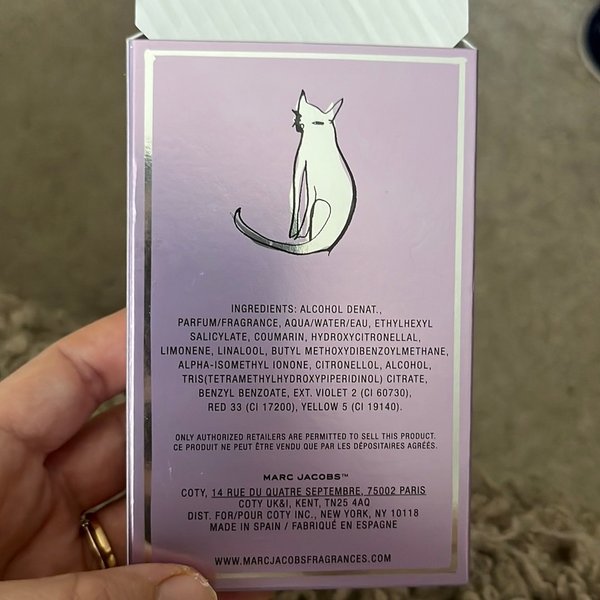 INGREDIENTS: ALCOHOL DENAT.,
PARFUM/FRAGRANCE, AQUA/WATER/EAU, ETHYLHEXYL
SALICYLATE, COUMARIN, HYDROXYCITRONELLAL,
LIMONENE, LINALOOL, BUTYL METHOXYDIBENZOYLMETHANE,
ALPHA-ISOMETHYL IONONE, CITRONELLOL, ALCOHOL,
TRIS(TETRAMETHYLHYDROXYPIPERIDINOL) CITRATE,
BENZYL BENZOATE, EXT. VIOLET 2 (CI 60730),
RED 33 (CI 17200), YELLOW 5 (CI 19140).
ONLY AUTHORIZED RETAILERS ARE PERMITTED TO SELL THIS PRODUCT.
CE PRODUIT NE PEUT ÊTRE VENDU QUE PAR LES DÉPOSITAIRES AGRÉÉS.
MARC JACOBS™
COTY, 14 RUE DU QUATRE SEPTEMBRE, 75002 PARIS
COTY UK&I, KENT, TN25 4AQ
DIST. FOR/POUR COTY INC., NEW YORK, NY 10118
MADE IN SPAIN / FABRIQUÉ EN ESPAGNE
WWW.MARCJACOBSFRAGRANCES.COM